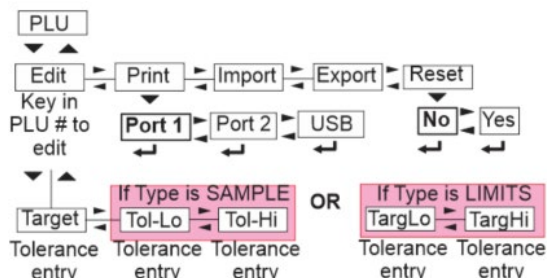 PLU
Edit Print Import Export Reset
Key in
PLU # to
edit
Port 1 Port 2 USB
No Yes
If Type is SAMPLE
OR
If Type is LIMITS
Target Tol-Lo Tol-Hi TargLo TargHi
Tolerance Tolerance Tolerance Tolerance Tolerance
entry entry entry entry entry